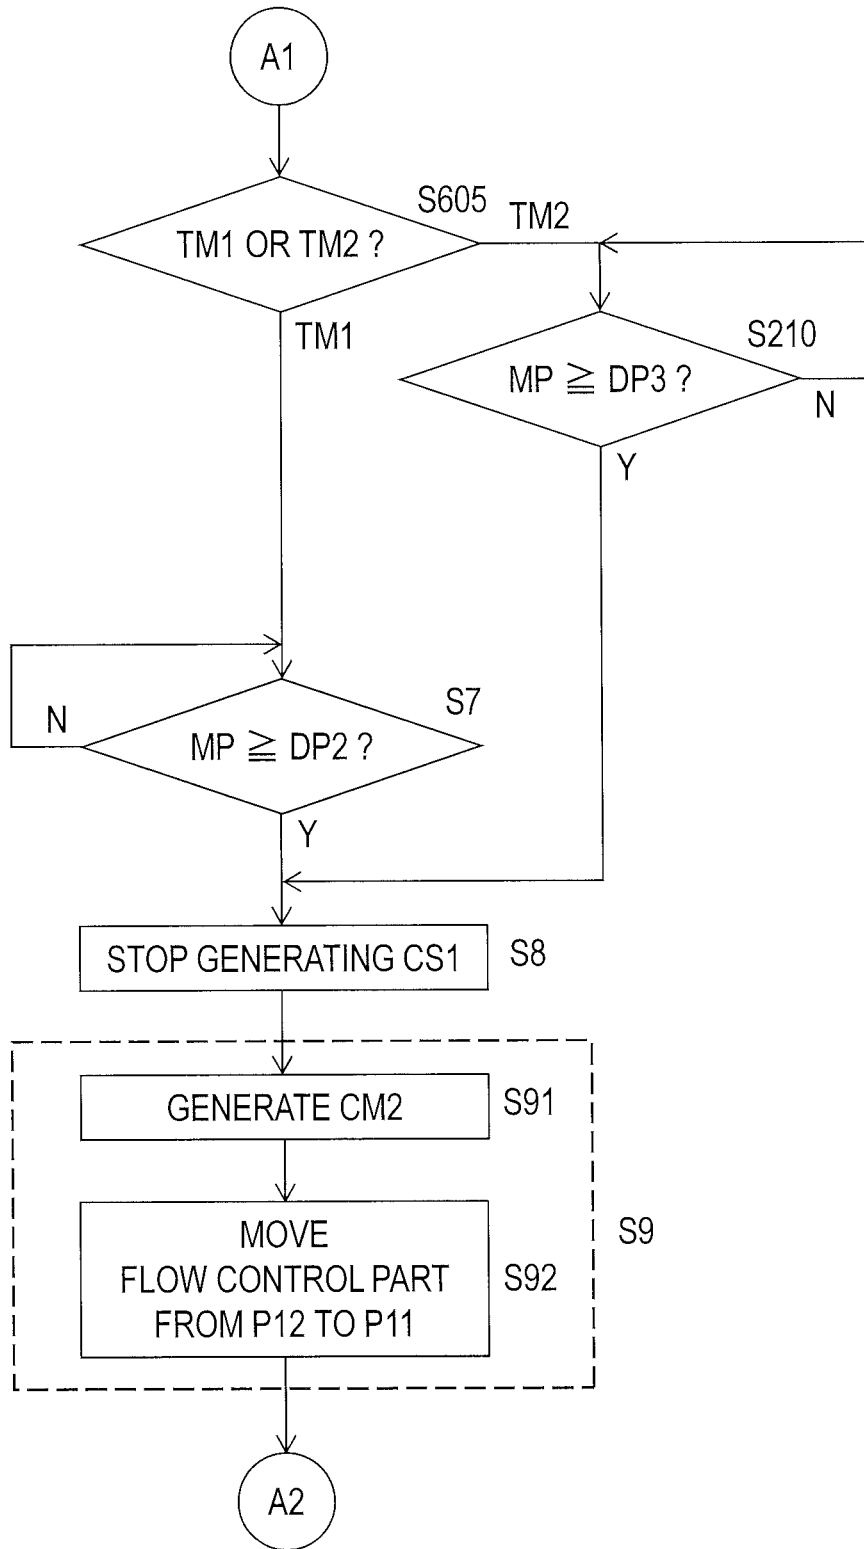 A1
S605
TM1 OR TM2 ?
TM2
TM1
S210
MP ≧ DP3 ?
N
Y
S7
N
MP ≧ DP2 ?
Y
STOP GENERATING CS1
S8
GENERATE CM2
S91
MOVE
FLOW CONTROL PART
FROM P12 TO P11
S92
S9
A2